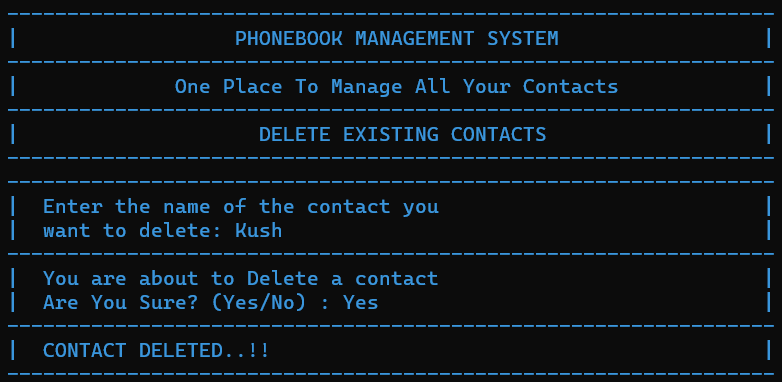 PHONEBOOK MANAGEMENT SYSTEM
One Place To Manage All Your Contacts
DELETE EXISTING CONTACTS
Enter the name of the contact you
want to delete: Kush
You are about to Delete a contact
Are You Sure? (Yes/No) : Yes
CONTACT DELETED..!!